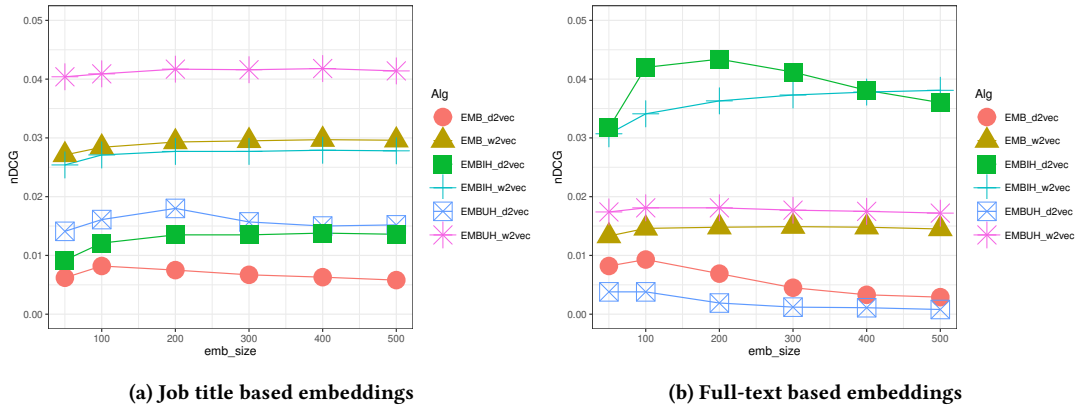 0.05
0.04
0.03
0.02
0.01
0.00
nDCG
100 200 300 400 500
emb_size
Alg
EMB_d2vec
EMB_w2vec
EMBIH_d2vec
EMBIH_w2vec
EMBUH_d2vec
EMBUH_w2vec
(a) Job title based embeddings
0.05
0.04
0.03
0.02
0.01
0.00
nDCG
100 200 300 400 500
emb_size
Alg
EMB_d2vec
EMB_w2vec
EMBIH_d2vec
EMBIH_w2vec
EMBUH_d2vec
EMBUH_w2vec
(b) Full-text based embeddings